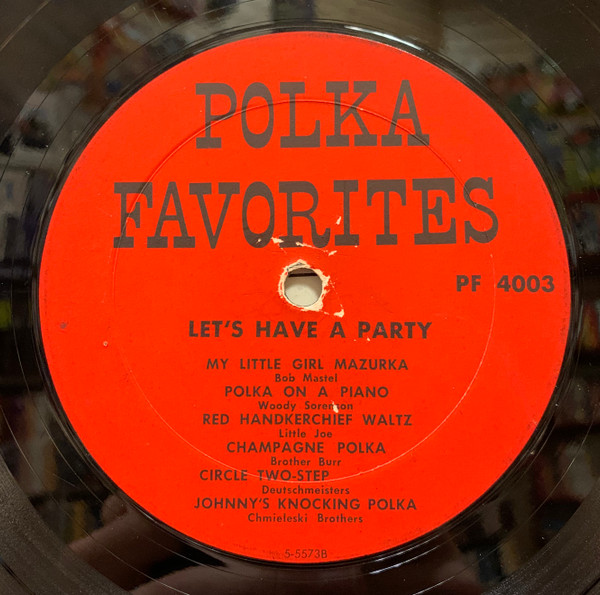 POLKA
FAVORITES
PF 4003
LET'S HAVE A PARTY
MY LITTLE GIRL MAZURKA
Bob Mastel
POLKA ON A PIANO
Woody Sorenson
RED HANDKERCHIEF WALTZ
Little Joe
CHAMPAGNE POLKA
Brother Burr
CIRCLE TWO-STEP
Deutschmeisters
JOHNNY'S KNOCKING POLKA
Chmieleski Brothers
5-5573B